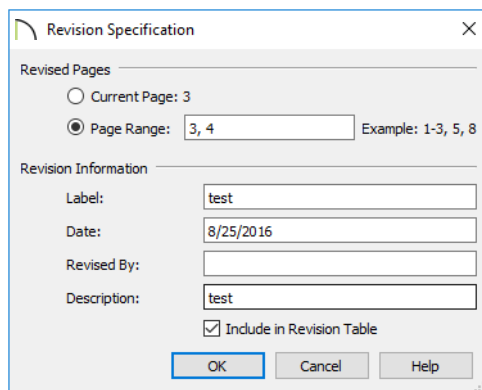 Revision Specification
Revised Pages
Current Page: 3
Page Range: 3, 4 Example: 1-3, 5, 8
Revision Information
Label: test
Date: 8/25/2016
Revised By:
Description: test
Include in Revision Table
OK Cancel Help